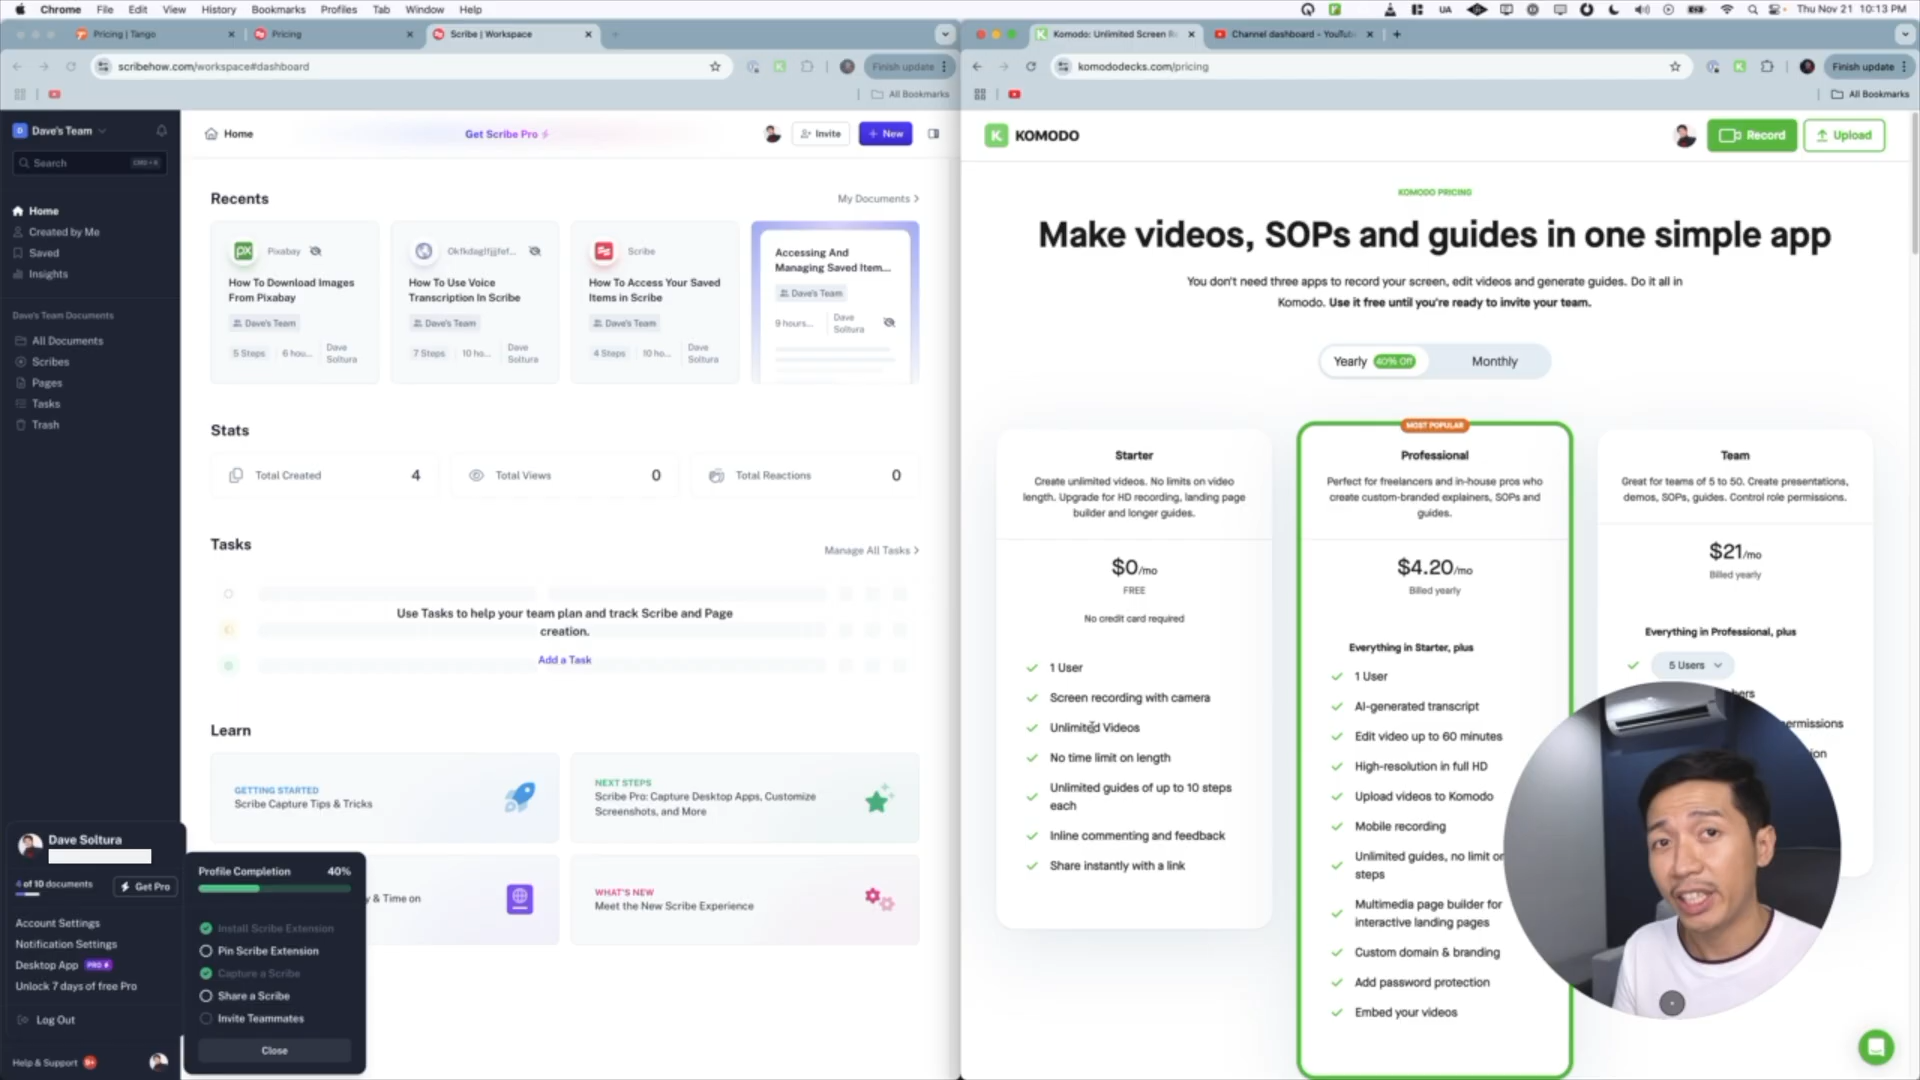 Chrome File Edit View History Bookmarks Profiles Tab Window Help
UA
Thu Nov 21 10:13 PM
Pricing | Tango
Pricing
Scribe | Workspace
scribehow.com/workspace#dashboard
Finish update
All Bookmarks
Dave's Team
Search
Home
Created by Me
Saved
Insights
Dave's Team Documents
All Documents
Scribes
Pages
Tasks
Trash
Dave Soltura
4 of 10 documents
Get Pro
Account Settings
Notification Settings
Desktop App PRO
Unlock 7 days of free Pro
Log Out
Help & Support 9+
Profile Completion 40%
Install Scribe Extension
Pin Scribe Extension
Capture a Scribe
Share a Scribe
Invite Teammates
Close
Home
Get Scribe Pro
Invite
+ New
Recents
My Documents >
Pixabay
How To Download Images
From Pixabay
Dave's Team
5 Steps 6 hou... Dave
Soltura
Okfkdaglfjjfef...
How To Use Voice
Transcription In Scribe
Dave's Team
7 Steps 10 ho... Dave
Soltura
Scribe
How To Access Your Saved
Items in Scribe
Dave's Team
4 Steps 10 ho... Dave
Soltura
Accessing And
Managing Saved Item...
Dave's Team
9 hours... Dave
Soltura
Stats
Total Created 4
Total Views 0
Total Reactions 0
Tasks
Manage All Tasks >
Use Tasks to help your team plan and track Scribe and Page
creation.
Add a Task
Learn
GETTING STARTED
Scribe Capture Tips & Tricks
NEXT STEPS
Scribe Pro: Capture Desktop Apps, Customize
Screenshots, and More
y & Time on
WHAT'S NEW
Meet the New Scribe Experience
Komodo: Unlimited Screen R
Channel dashboard - YouTub
komododecks.com/pricing
Finish update
All Bookmarks
K KOMODO
Record
Upload
KOMODO PRICING
Make videos, SOPs and guides in one simple app
You don't need three apps to record your screen, edit videos and generate guides. Do it all in
Komodo. Use it free until you're ready to invite your team.
Yearly 40% Off
Monthly
Starter
Create unlimited videos. No limits on video
length. Upgrade for HD recording, landing page
builder and longer guides.
$0/mo
FREE
No credit card required
1 User
Screen recording with camera
Unlimited Videos
No time limit on length
Unlimited guides of up to 10 steps
each
Inline commenting and feedback
Share instantly with a link
MOST POPULAR
Professional
Perfect for freelancers and in-house pros who
create custom-branded explainers, SOPs and
guides.
$4.20/mo
Billed yearly
Everything in Starter, plus
1 User
AI-generated transcript
Edit video up to 60 minutes
High-resolution in full HD
Upload videos to Komodo
Mobile recording
Unlimited guides, no limit on
steps
Multimedia page builder for
interactive landing pages
Custom domain & branding
Add password protection
Embed your videos
Team
Great for teams of 5 to 50. Create presentations,
demos, SOPs, guides. Control role permissions.
$21/mo
Billed yearly
Everything in Professional, plus
5 Users